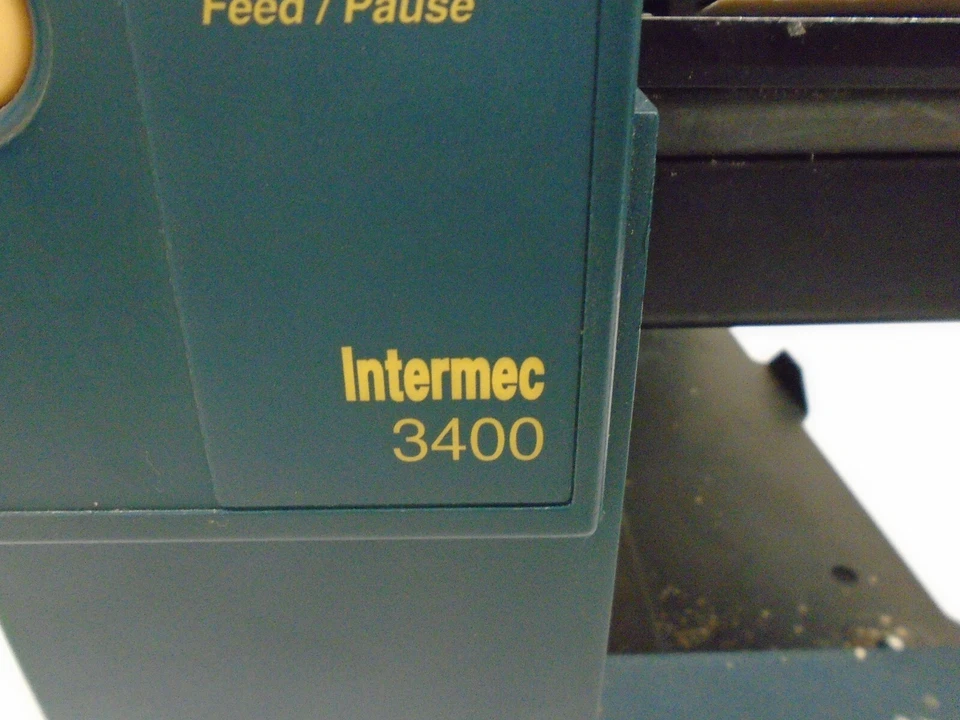 Feed / Pause
Intermec
3400